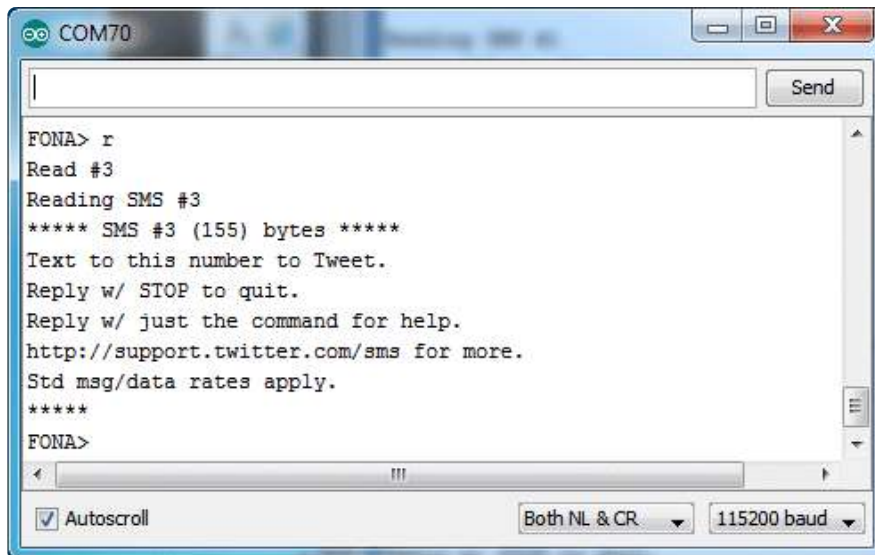 COM70
Send
FONA> r
Read #3
Reading SMS #3
***** SMS #3 (155) bytes *****
Text to this number to Tweet.
Reply w/ STOP to quit.
Reply w/ just the command for help.
http://support.twitter.com/sms for more.
Std msg/data rates apply.
*****
FONA>
Autoscroll
Both NL & CR
115200 baud